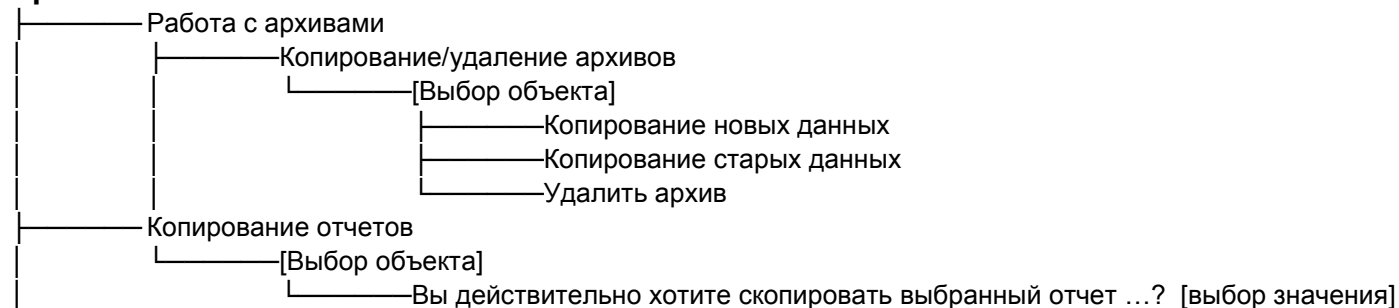 Работа с архивами
Копирование/удаление архивов
[Выбор объекта]
Копирование новых данных
Копирование старых данных
Удалить архив
Копирование отчетов
[Выбор объекта]
Вы действительно хотите скопировать выбранный отчет …? [выбор значения]